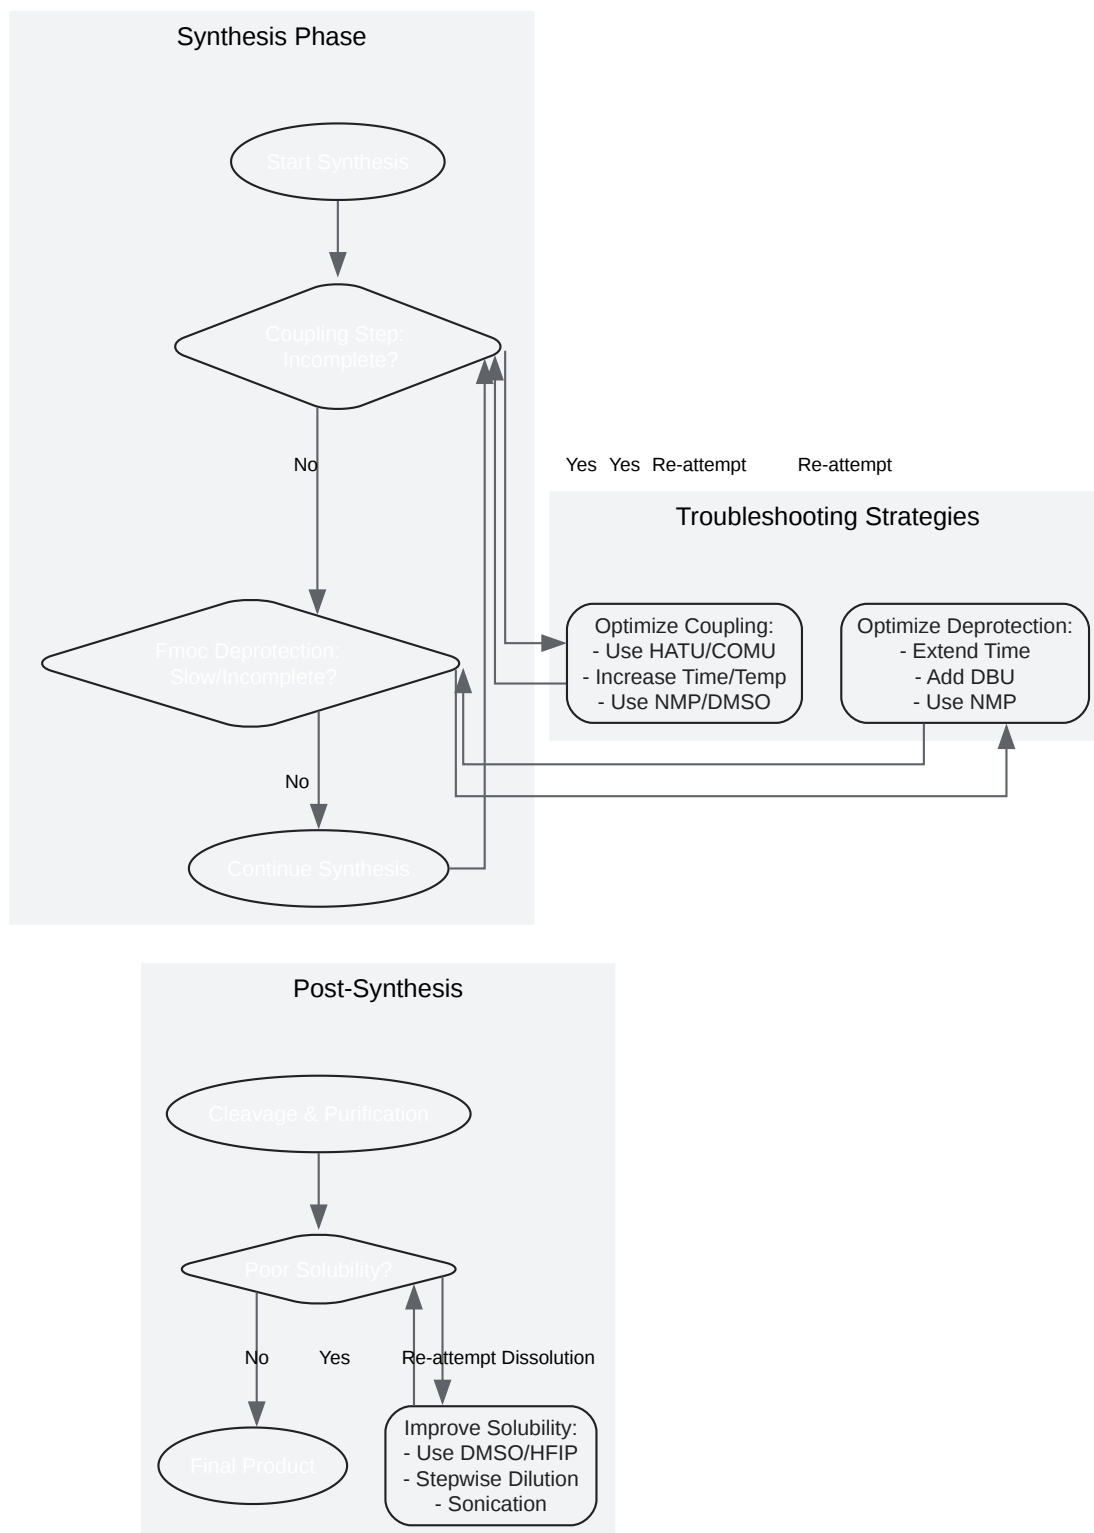 Synthesis Phase
Start Synthesis
Coupling Step:
Incomplete?
No
Yes Yes Re-attempt Re-attempt
Troubleshooting Strategies
Optimize Coupling:
- Use HATU/COMU
- Increase Time/Temp
- Use NMP/DMSO
Optimize Deprotection:
- Extend Time
- Add DBU
- Use NMP
Fmoc Deprotection:
Slow/Incomplete?
No
Continue Synthesis
Post-Synthesis
Cleavage & Purification
Poor Solubility?
No Yes Re-attempt Dissolution
Final Product
Improve Solubility:
- Use DMSO/HFIP
- Stepwise Dilution
- Sonication